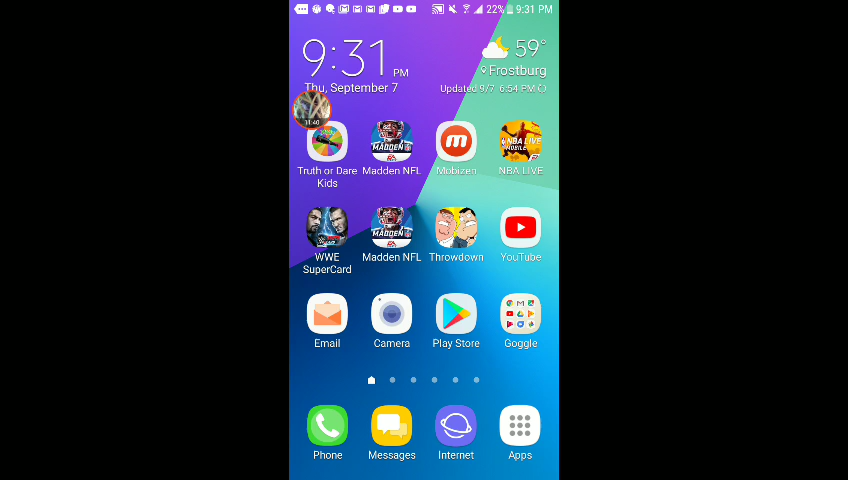 22% 9:31 PM
9:31 PM
59°
Frostburg
Thu, September 7
Updated 9/7 6:54 PM
11:40
Truth or Dare Kids
Madden NFL
Mobizen
NBA LIVE
WWE SuperCard
Madden NFL
Throwdown
YouTube
Email
Camera
Play Store
Goggle
Phone
Messages
Internet
Apps